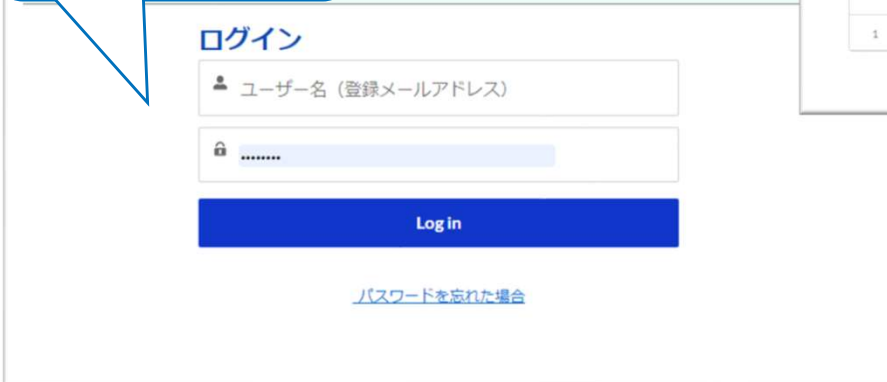 ログイン
1
ユーザー名（登録メールアドレス）
........
Log in
パスワードを忘れた場合